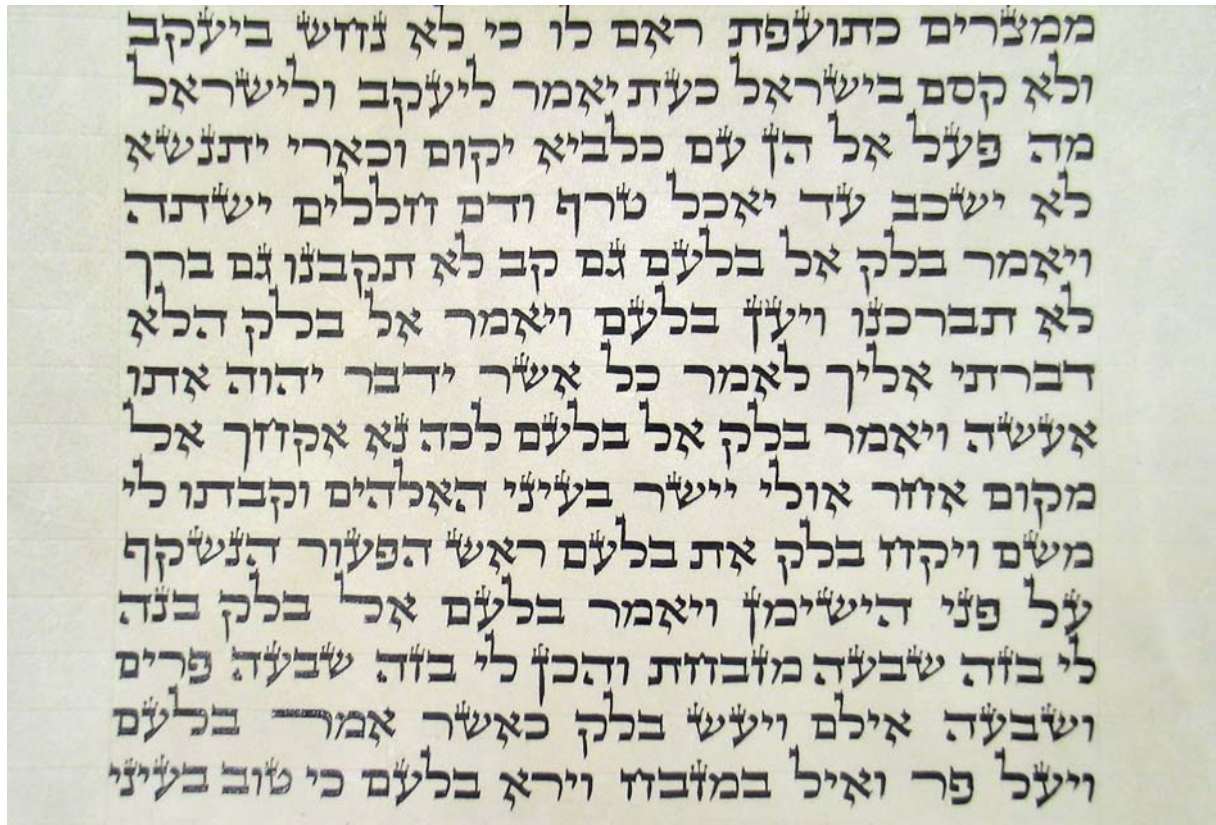 ממצרים כתועפת ראם לו כי לא נחש ביעקב
ולא קסם בישראל כעת יאמר ליעקב ולישראל
מה פעל אל הן עם כלביא יקום וכארי יתנשא
לא ישכב עד יאכל טרף ודם חללים ישתה
ויאמר בלק אל בלעם גם קב לא תקבנו גם ברך
לא תברכנו ויען בלעם ויאמר אל בלק הלא
דברתי אליך לאמר כל אשר ידבר יהוה אתו
אעשה ויאמר בלק אל בלעם לכה נא אקחך אל
מקום אחר אולי יישר בעיני האלהים וקבתו לי
משם ויקח בלק את בלעם ראש הפעור הנשקף
על פני הישימן ויאמר בלעם אל בלק בנה
לי בזה שבעה מזבחת והכן לי בזה שבעה פרים
ושבעה אילם ויעש בלק כאשר אמר בלעם
ויעל פר ואיל במזבח וירא בלעם כי טוב בעיני